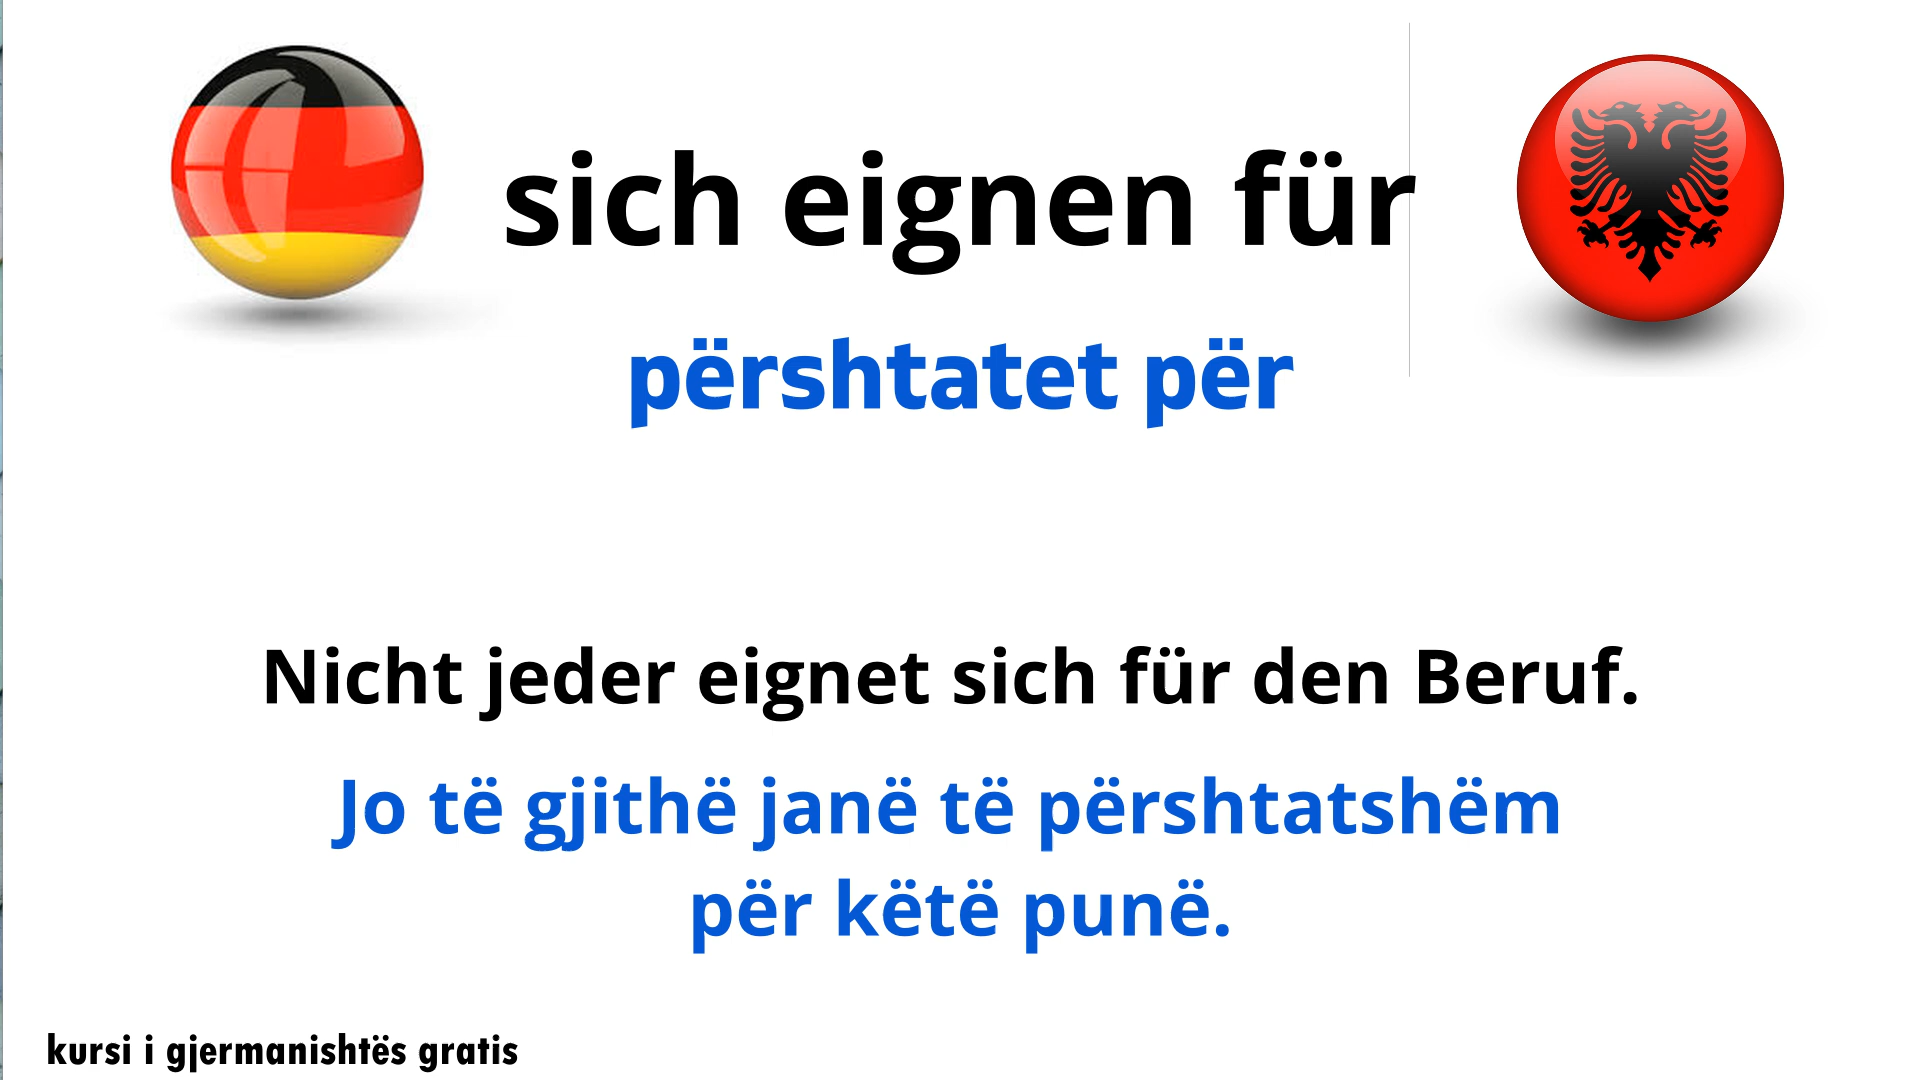 sich eignen für
përshtatet për
Nicht jeder eignet sich für den Beruf.
Jo të gjithë janë të përshtatshëm
për këtë punë.
kursi i gjermanishtës gratis